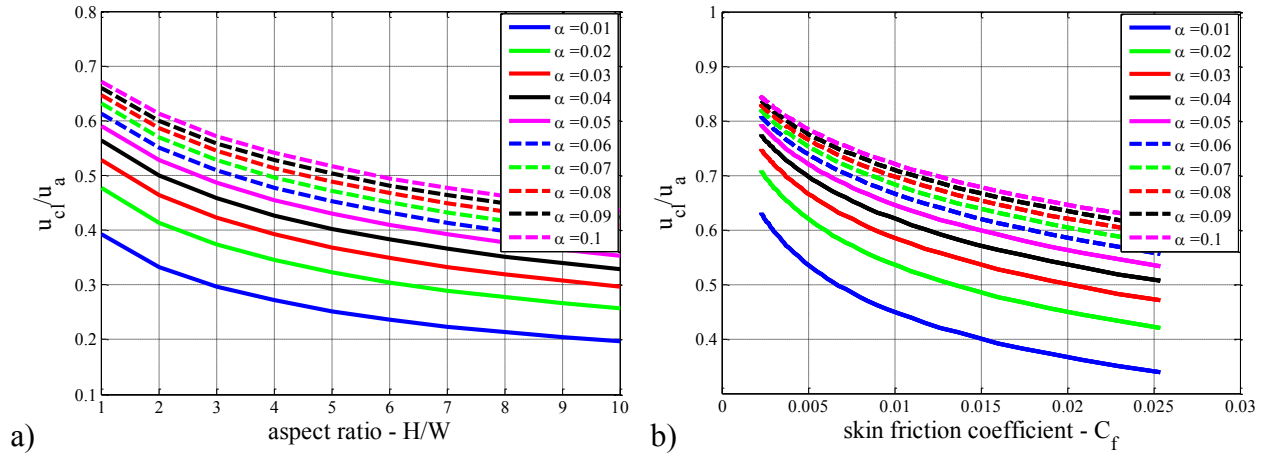 0.8
0.7
0.6
0.5
0.4
0.3
0.2
0.1
u_cl/u_a
1 2 3 4 5 6 7 8 9 10
aspect ratio - H/W
α =0.01
α =0.02
α =0.03
α =0.04
α =0.05
α =0.06
α =0.07
α =0.08
α =0.09
α =0.1
a)
1
0.9
0.8
0.7
0.6
0.5
0.4
u_cl/u_a
0 0.005 0.01 0.015 0.02 0.025 0.03
skin friction coefficient - C_f
α =0.01
α =0.02
α =0.03
α =0.04
α =0.05
α =0.06
α =0.07
α =0.08
α =0.09
α =0.1
b)